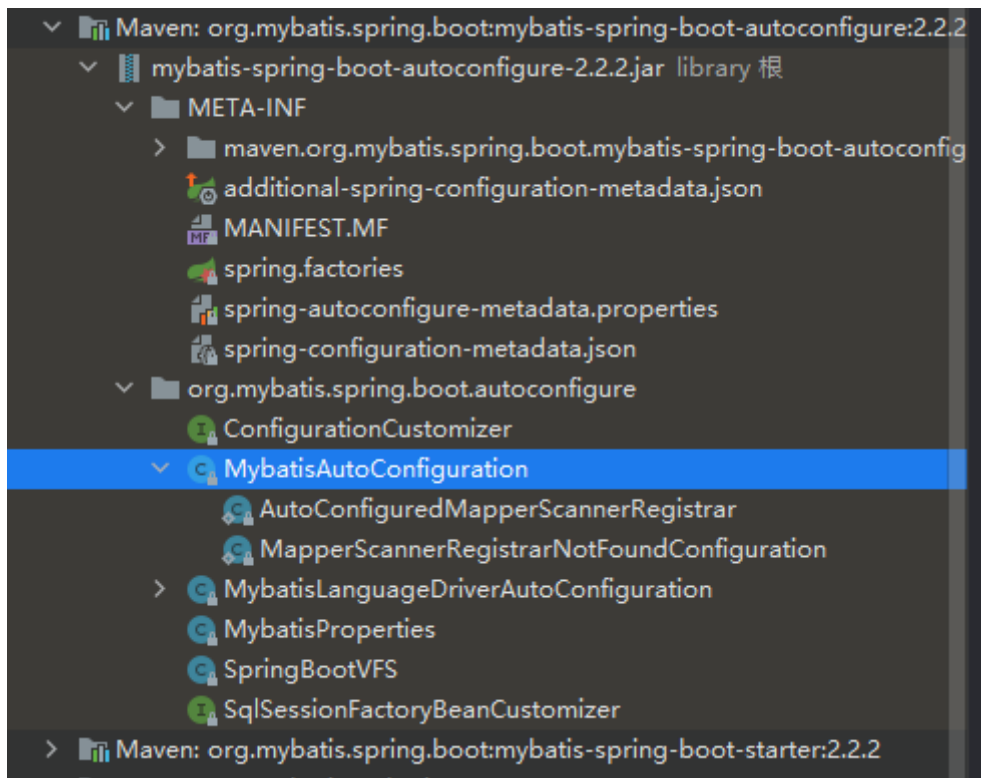 Maven: org.mybatis.spring.boot:mybatis-spring-boot-autoconfigure:2.2.2
mybatis-spring-boot-autoconfigure-2.2.2.jar library 根
META-INF
maven.org.mybatis.spring.boot.mybatis-spring-boot-autoconfig
additional-spring-configuration-metadata.json
MF MANIFEST.MF
spring.factories
spring-autoconfigure-metadata.properties
spring-configuration-metadata.json
org.mybatis.spring.boot.autoconfigure
I ConfigurationCustomizer
C MybatisAutoConfiguration
C AutoConfiguredMapperScannerRegistrar
C MapperScannerRegistrarNotFoundConfiguration
C MybatisLanguageDriverAutoConfiguration
C MybatisProperties
C SpringBootVFS
I SqlSessionFactoryBeanCustomizer
Maven: org.mybatis.spring.boot:mybatis-spring-boot-starter:2.2.2